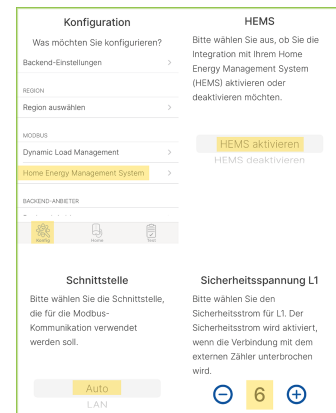 Konfiguration
Was möchten Sie konfigurieren?
Backend-Einstellungen
REGION
Region auswählen
MODBUS
Dynamic Load Management
Home Energy Management System
BACKEND-ANBIETER
Konfig
Home
Test
HEMS
Bitte wählen Sie aus, ob Sie die
Integration mit Ihrem Home
Energy Management System
(HEMS) aktivieren oder
deaktivieren möchten.
HEMS aktivieren
HEMS deaktivieren
Schnittstelle
Bitte wählen Sie die Schnittstelle,
die für die Modbus-
Kommunikation verwendet
werden soll.
Auto
LAN
Sicherheitsspannung L1
Bitte wählen Sie den
Sicherheitsstrom für L1. Der
Sicherheitsstrom wird aktiviert,
wenn die Verbindung mit dem
externen Zähler unterbrochen
wird.
6